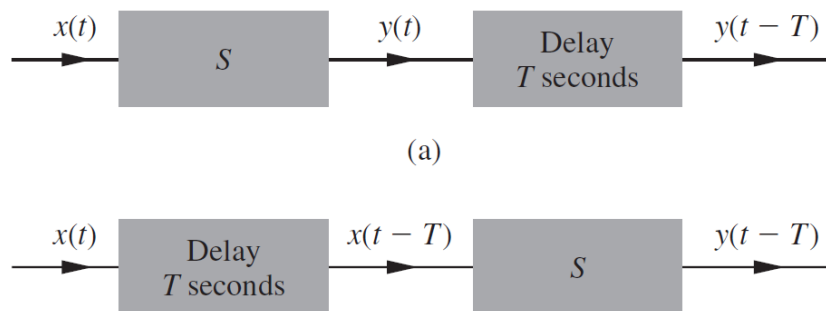 x(t) S y(t) Delay T seconds y(t − T)
(a)
x(t) Delay T seconds x(t − T) S y(t − T)